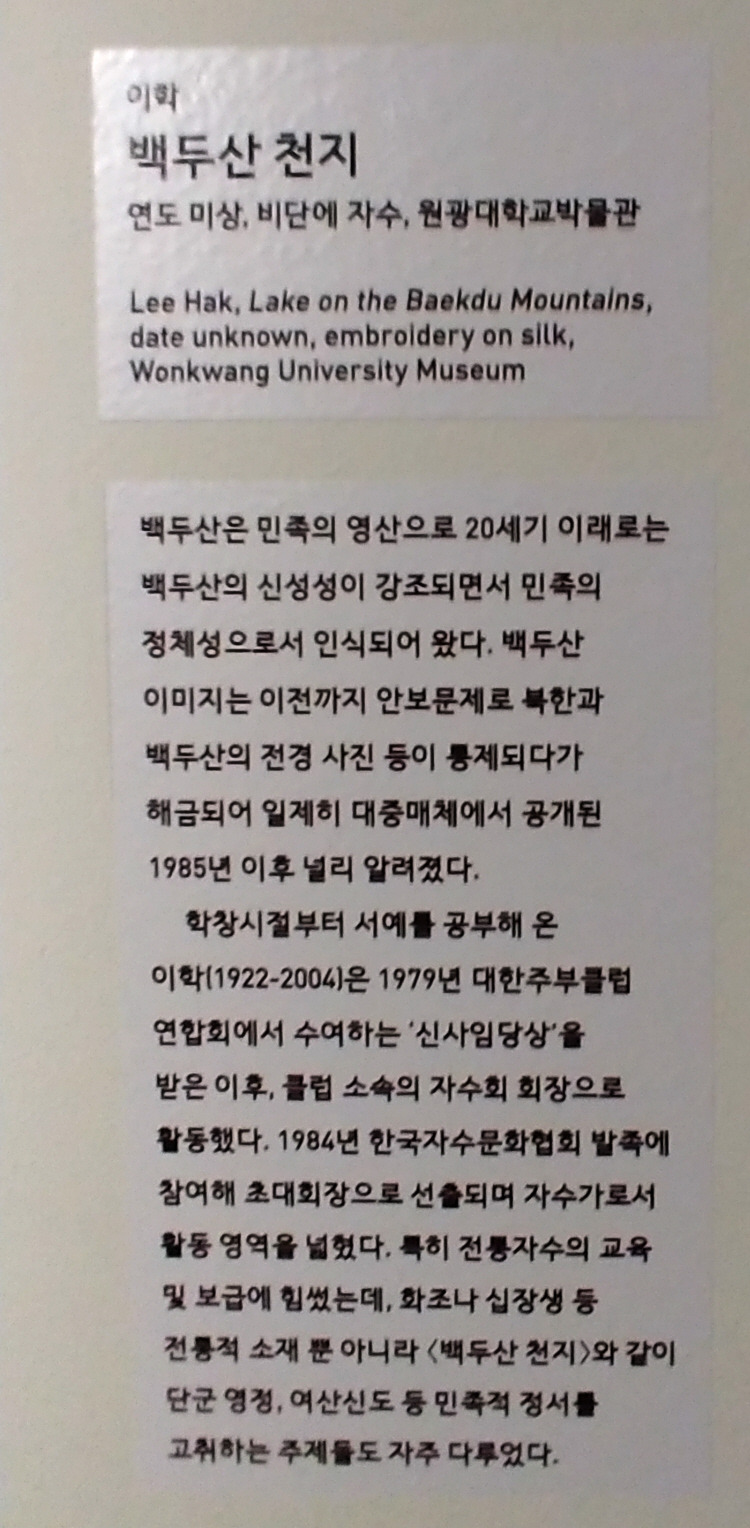 이학
백두산 천지
연도 미상, 비단에 자수, 원광대학교박물관
Lee Hak, Lake on the Baekdu Mountains,
date unknown, embroidery on silk,
Wonkwang University Museum
백두산은 민족의 영산으로 20세기 이래로는
백두산의 신성성이 강조되면서 민족의
정체성으로서 인식되어 왔다. 백두산
이미지는 이전까지 안보문제로 북한과
백두산의 전경 사진 등이 통제되다가
해금되어 일제히 대중매체에서 공개된
1985년 이후 널리 알려졌다.
학창시절부터 서예를 공부해 온
이학(1922-2004)은 1979년 대한주부클럽
연합회에서 수여하는 ‘신사임당상’을
받은 이후, 클럽 소속의 자수회 회장으로
활동했다. 1984년 한국자수문화협회 발족에
참여해 초대회장으로 선출되며 자수가로서
활동 영역을 넓혔다. 특히 전통자수의 교육
및 보급에 힘썼는데, 화조나 십장생 등
전통적 소재 뿐 아니라 〈백두산 천지〉와 같이
단군 영정, 여산신도 등 민족적 정서를
고취하는 주제들도 자주 다루었다.